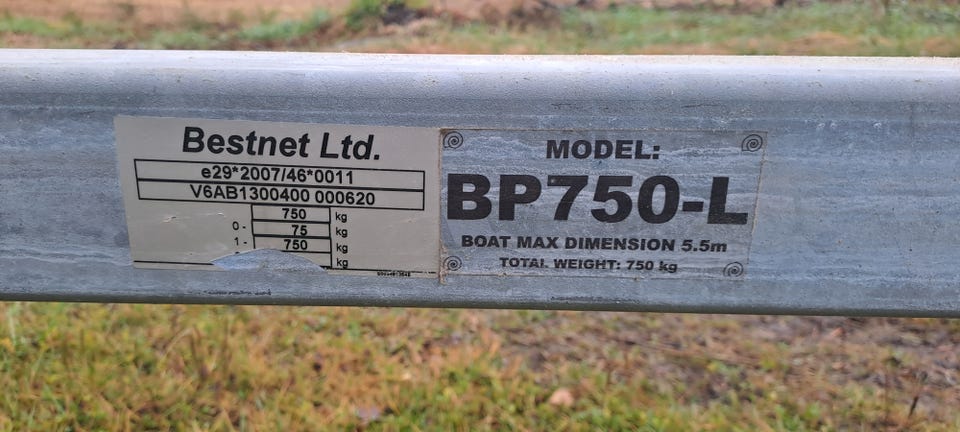 Bestnet Ltd.
e29*2007/46*0011
V6AB1300400 000620
750 kg
0- 75 kg
1- 750 kg
kg
MODEL:
BP750-L
BOAT MAX DIMENSION 5.5m
TOTAL WEIGHT: 750 kg